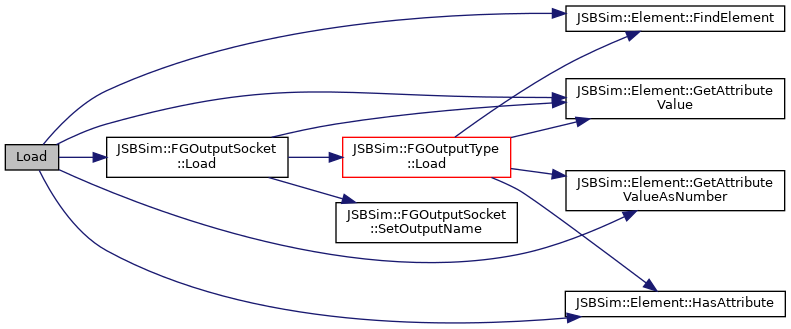 Load
JSBSim::FGOutputSocket
::Load
JSBSim::FGOutputType
::Load
JSBSim::FGOutputSocket
::SetOutputName
JSBSim::Element::FindElement
JSBSim::Element::GetAttribute
Value
JSBSim::Element::GetAttribute
ValueAsNumber
JSBSim::Element::HasAttribute